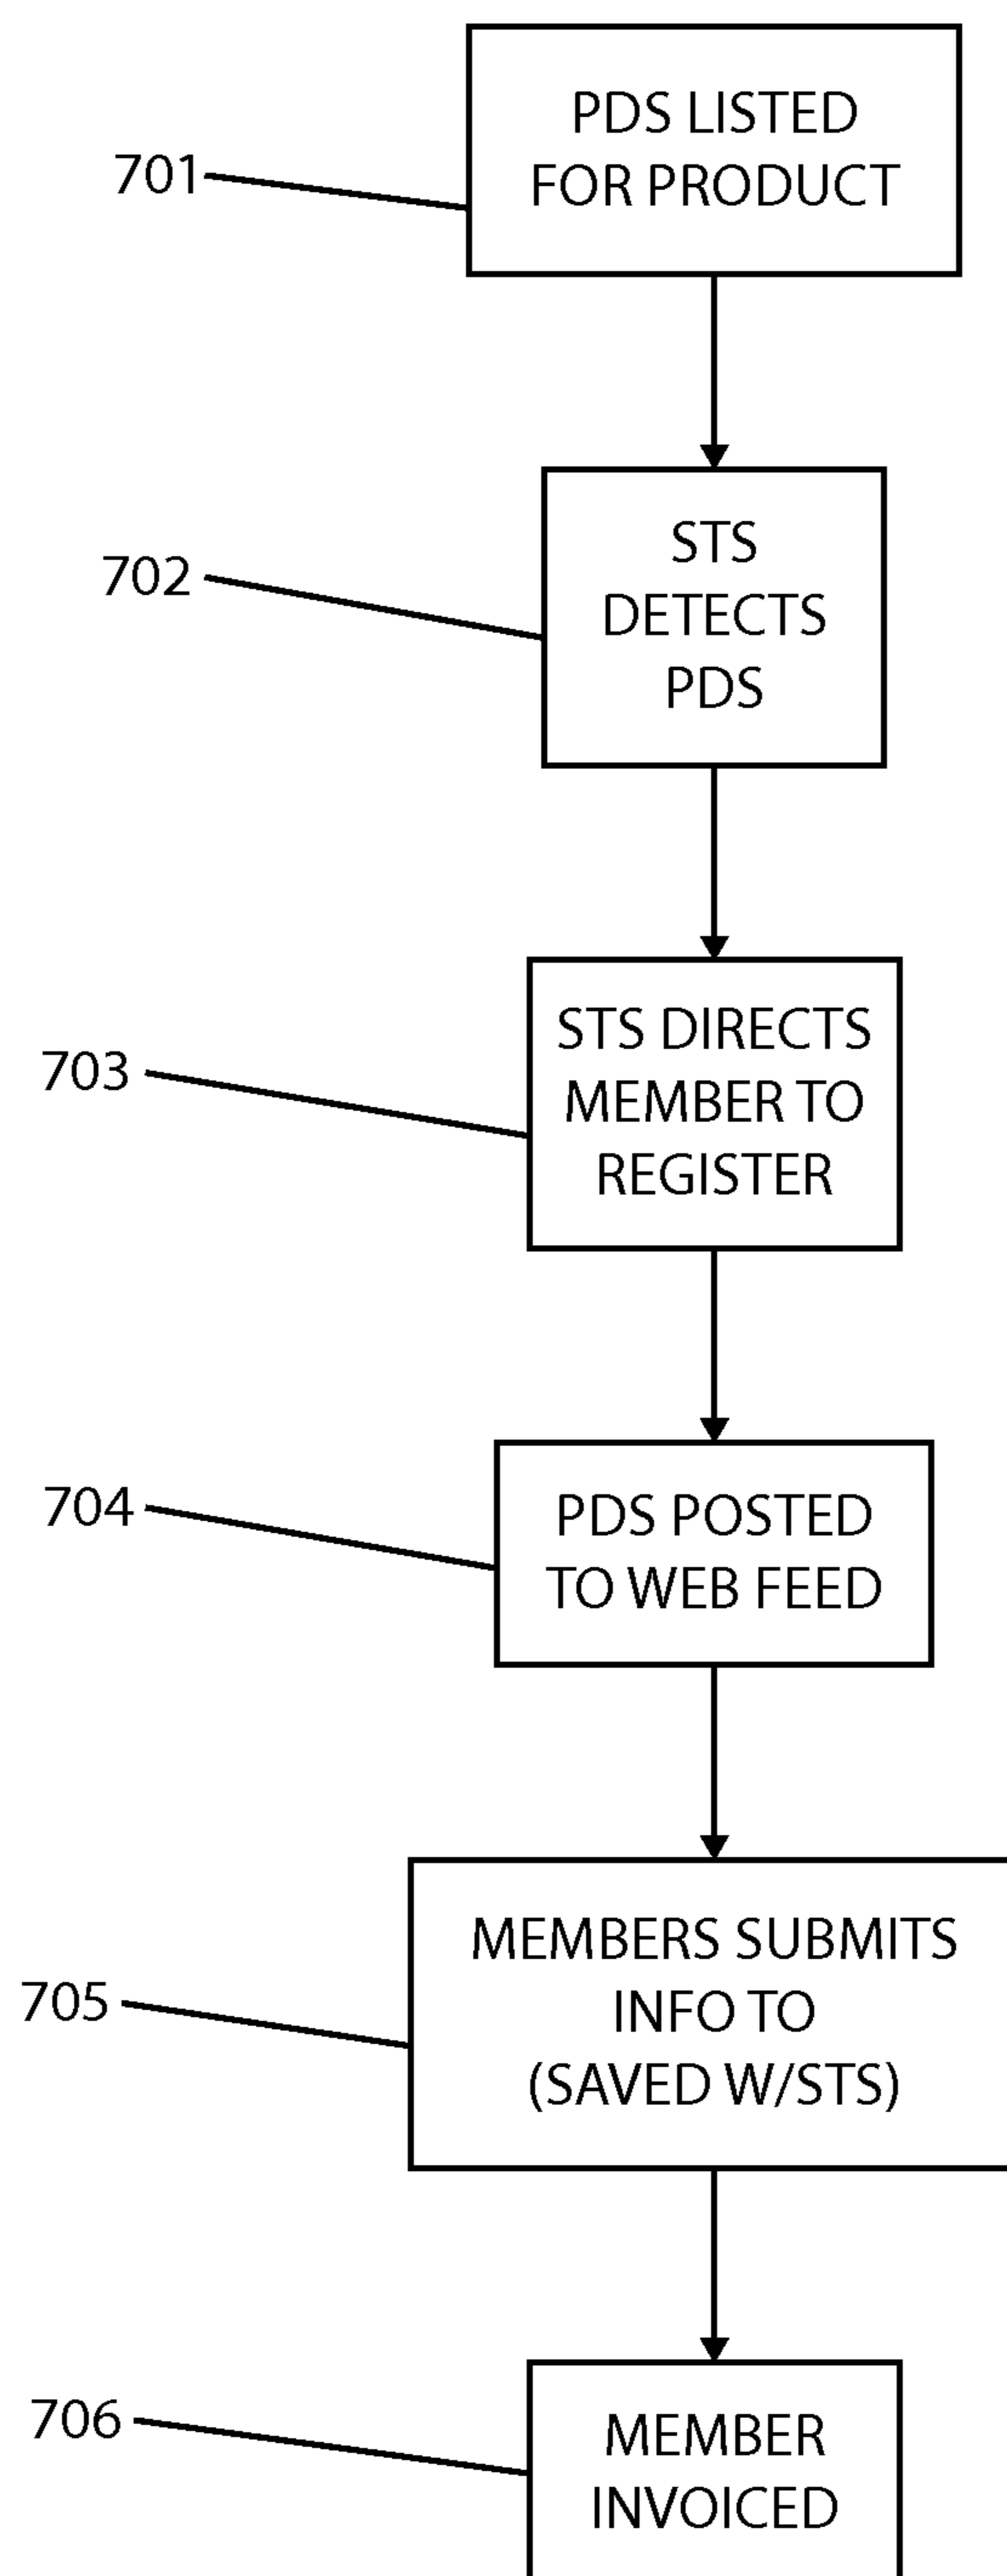 PDS LISTED
FOR PRODUCT
701
STS
DETECTS
PDS
702
STS DIRECTS
MEMBER TO
REGISTER
703
PDS POSTED
TO WEB FEED
704
MEMBERS SUBMITS
INFO TO
(SAVED W/STS)
705
MEMBER
INVOICED
706